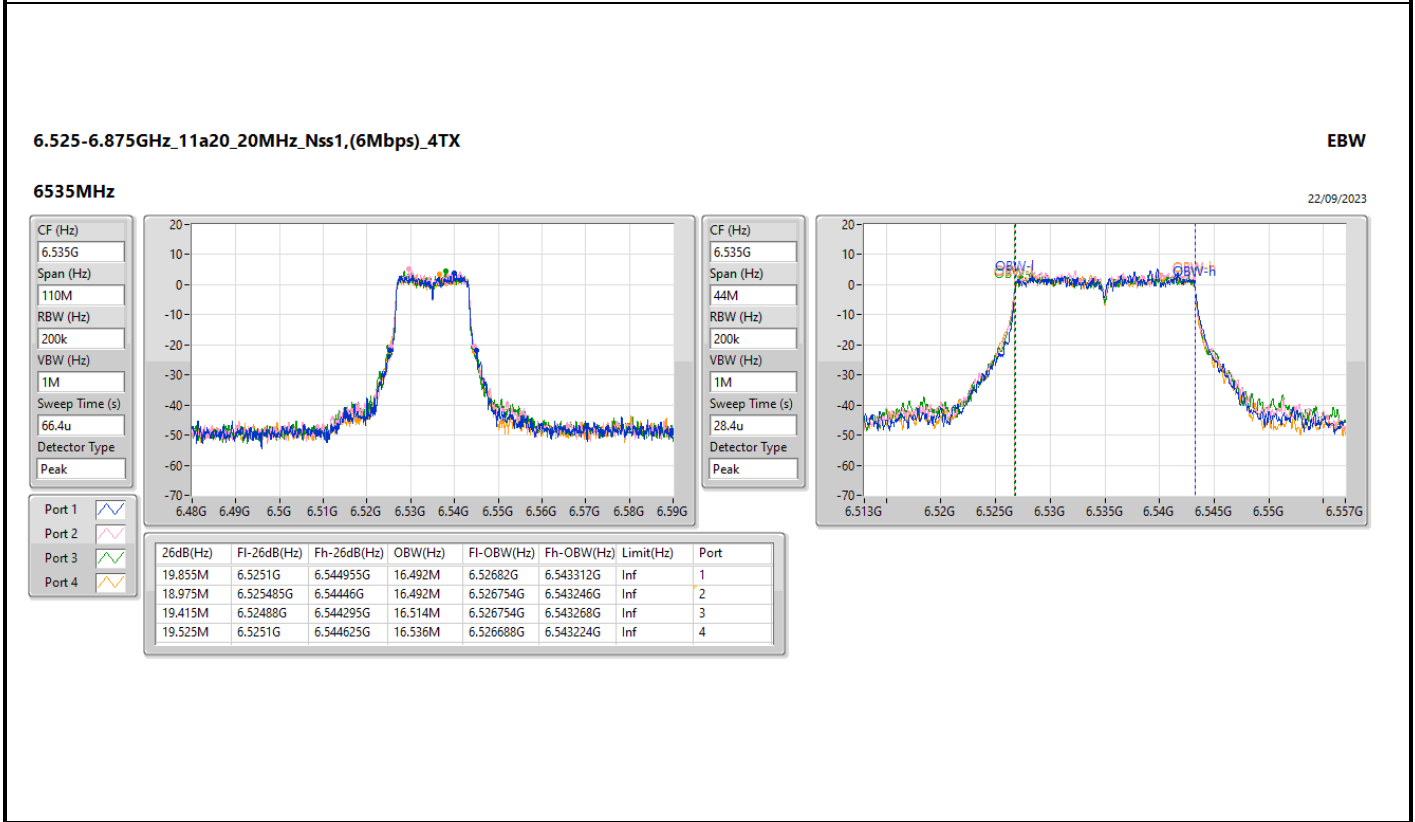 6.525-6.875GHz_11a20_20MHz_Nss1,(6Mbps)_4TX
EBW
6535MHz
22/09/2023
CF (Hz)
6.535G
Span (Hz)
110M
RBW (Hz)
200k
VBW (Hz)
1M
Sweep Time (s)
66.4u
Detector Type
Peak
20
10
0
-10
-20
-30
-40
-50
-60
-70
6.48G 6.49G 6.5G 6.51G 6.52G 6.53G 6.54G 6.55G 6.56G 6.57G 6.58G 6.59G
CF (Hz)
6.535G
Span (Hz)
44M
RBW (Hz)
200k
VBW (Hz)
1M
Sweep Time (s)
28.4u
Detector Type
Peak
20
10
0
-10
-20
-30
-40
-50
-60
-70
OBW-l
OBW-h
6.513G 6.52G 6.525G 6.53G 6.535G 6.54G 6.545G 6.55G 6.557G
Port 1
Port 2
Port 3
Port 4
26dB(Hz) Fl-26dB(Hz) Fh-26dB(Hz) OBW(Hz) Fl-OBW(Hz) Fh-OBW(Hz) Limit(Hz) Port
19.855M 6.5251G 6.544955G 16.492M 6.52682G 6.543312G Inf 1
18.975M 6.525485G 6.54446G 16.492M 6.526754G 6.543246G Inf 2
19.415M 6.52488G 6.544295G 16.514M 6.526754G 6.543268G Inf 3
19.525M 6.5251G 6.544625G 16.536M 6.526688G 6.543224G Inf 4